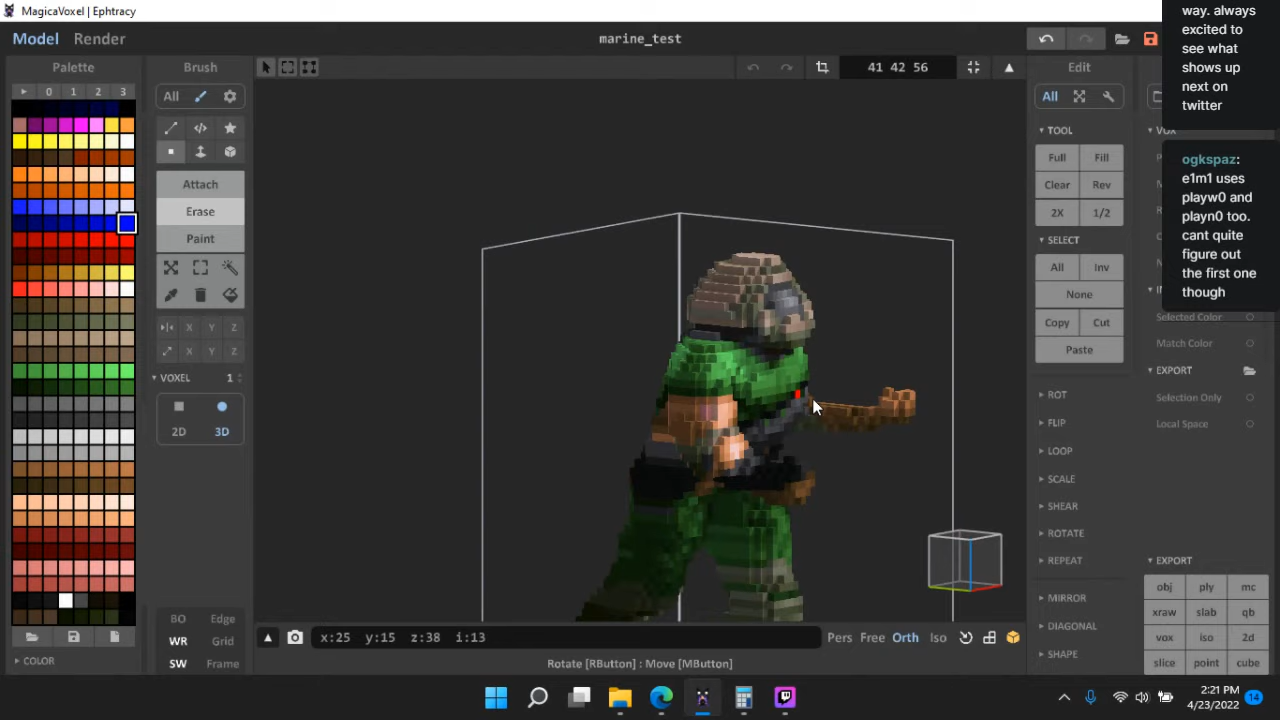 MagicaVoxel | Ephtracy
Model Render
marine_test
Palette
0 1 2 3
COLOR
Brush
All
Attach
Erase
Paint
X Y Z
X Y Z
VOXEL 1
2D 3D
BO Edge
WR Grid
SW Frame
41 42 56
x:25 y:15 z:38 i:13
Pers Free Orth Iso
Rotate [RButton] : Move [MButton]
Edit
All
TOOL
Full Fill
Clear Rev
2X 1/2
SELECT
All Inv
None
Copy Cut
Paste
ROT
FLIP
LOOP
SCALE
SHEAR
ROTATE
REPEAT
MIRROR
DIAGONAL
SHAPE
VOX
Selected Color
Match Color
EXPORT
Selection Only
Local Space
EXPORT
obj ply mc
xraw slab qb
vox iso 2d
slice point cube
way. always
excited to
see what
shows up
next on
twitter
ogkspaz:
e1m1 uses
playw0 and
playn0 too.
cant quite
figure out
the first one
though
2:21 PM
4/23/2022
14